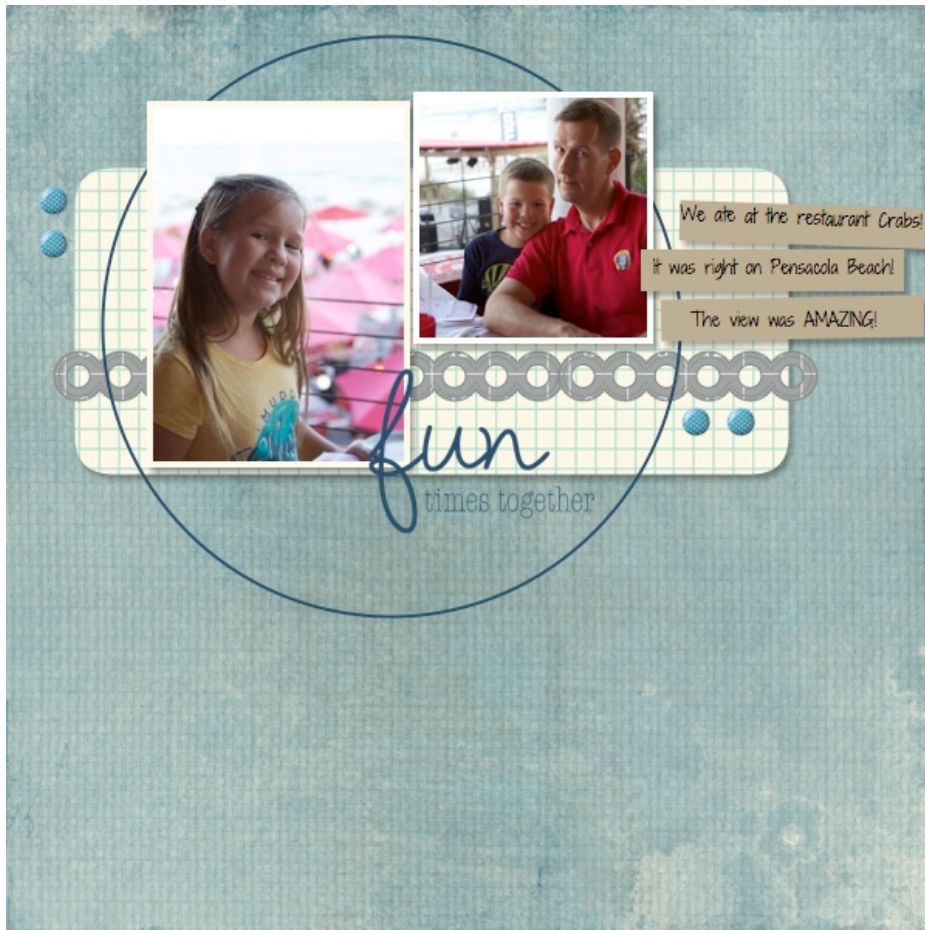 We ate at the restaurant Crabs!
It was right on Pensacola Beach!
The view was AMAZING!
fun
times together